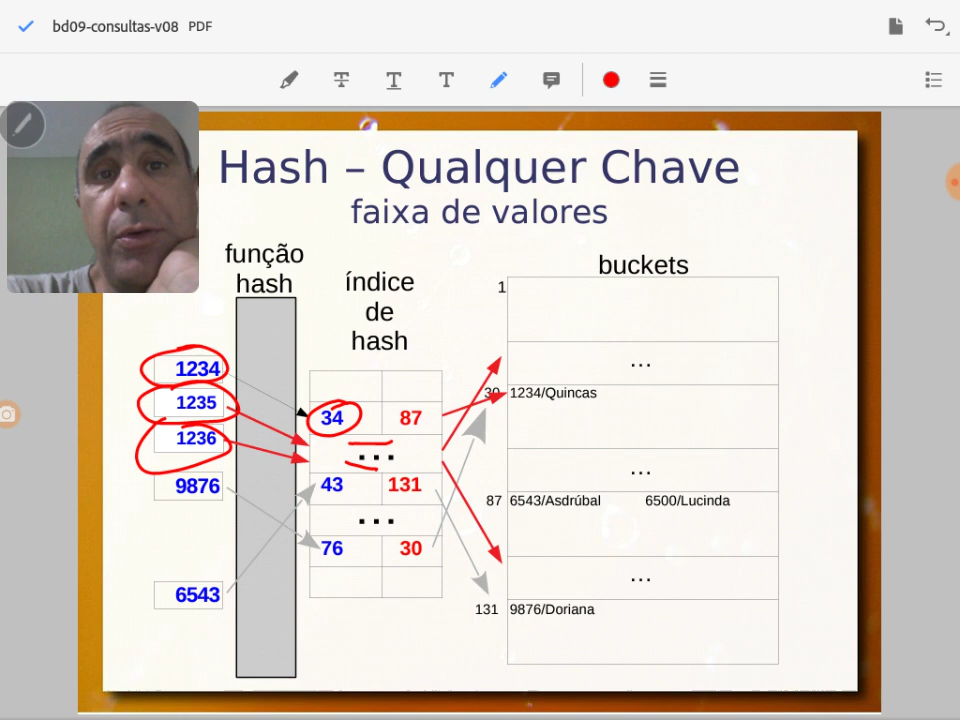 bd09-consultas-v08 PDF
Hash – Qualquer Chave
faixa de valores
função
hash
índice
de
hash
buckets
1
1234
1235
1236
9876
6543
34 87
...
43 131
...
76 30
...
30 1234/Quincas
...
87 6543/Asdrúbal 6500/Lucinda
...
131 9876/Doriana